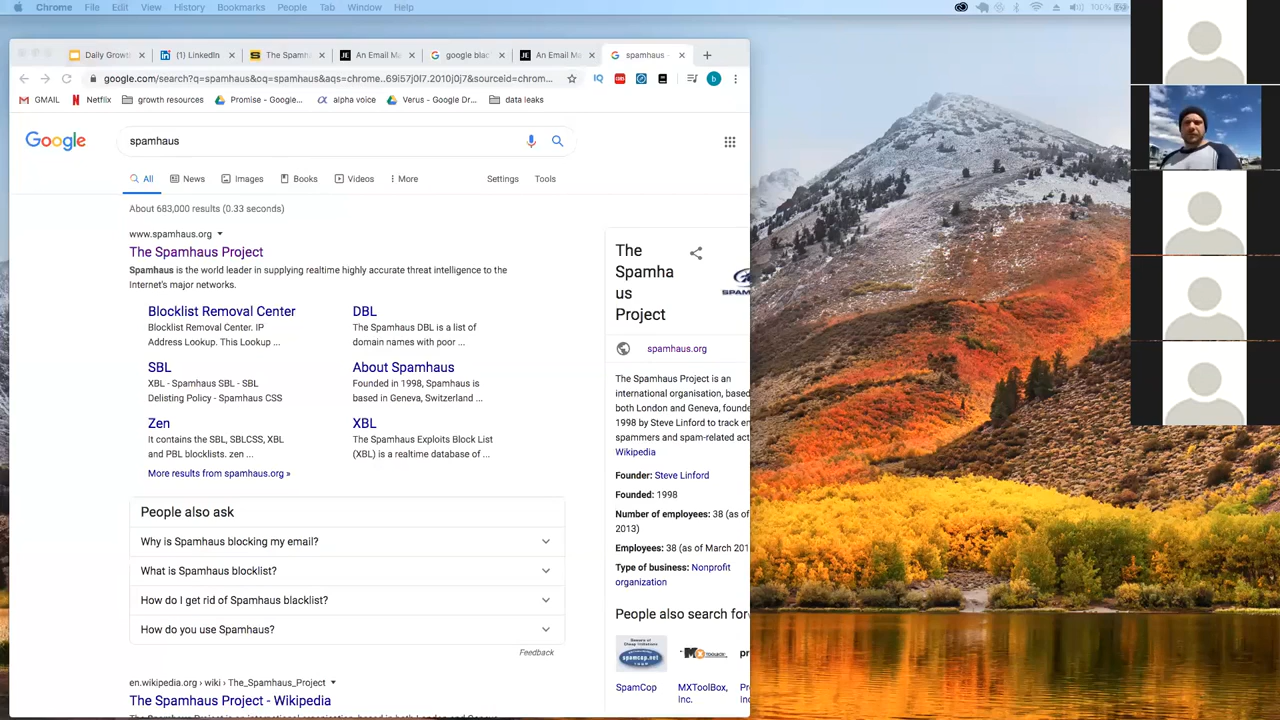 Chrome File Edit View History Bookmarks People Tab Window Help 100%
Daily Growt (1) LinkedIn The Spamh An Email Ma google blac An Email Ma spamhaus -
google.com/search?q=spamhaus&oq=spamhaus&aqs=chrome..69i57j0l7.2010j0j7&sourceid=chrom...
GMAIL Netflix growth resources Promise - Google... alpha voice Verus - Google Dr... data leaks
Google
spamhaus
All News Images Books Videos More Settings Tools
About 683,000 results (0.33 seconds)
www.spamhaus.org
The Spamhaus Project
Spamhaus is the world leader in supplying realtime highly accurate threat intelligence to the
Internet's major networks.
Blocklist Removal Center
Blocklist Removal Center. IP
Address Lookup. This Lookup ...
DBL
The Spamhaus DBL is a list of
domain names with poor ...
SBL
XBL - Spamhaus SBL - SBL
Delisting Policy - Spamhaus CSS
About Spamhaus
Founded in 1998, Spamhaus is
based in Geneva, Switzerland ...
Zen
It contains the SBL, SBLCSS, XBL
and PBL blocklists. zen ...
XBL
The Spamhaus Exploits Block List
(XBL) is a realtime database of ...
More results from spamhaus.org »
People also ask
Why is Spamhaus blocking my email?
What is Spamhaus blocklist?
How do I get rid of Spamhaus blacklist?
How do you use Spamhaus?
Feedback
en.wikipedia.org › wiki › The_Spamhaus_Project
The Spamhaus Project - Wikipedia
The
Spamha
us
Project
SPAM
spamhaus.org
The Spamhaus Project is an
international organisation, based
both London and Geneva, found
1998 by Steve Linford to track em
spammers and spam-related act
Wikipedia
Founder: Steve Linford
Founded: 1998
Number of employees: 38 (as of
2013)
Employees: 38 (as of March 201
Type of business: Nonprofit
organization
People also search for
spamcop.net
SpamCop
MXToolBox,
Inc.